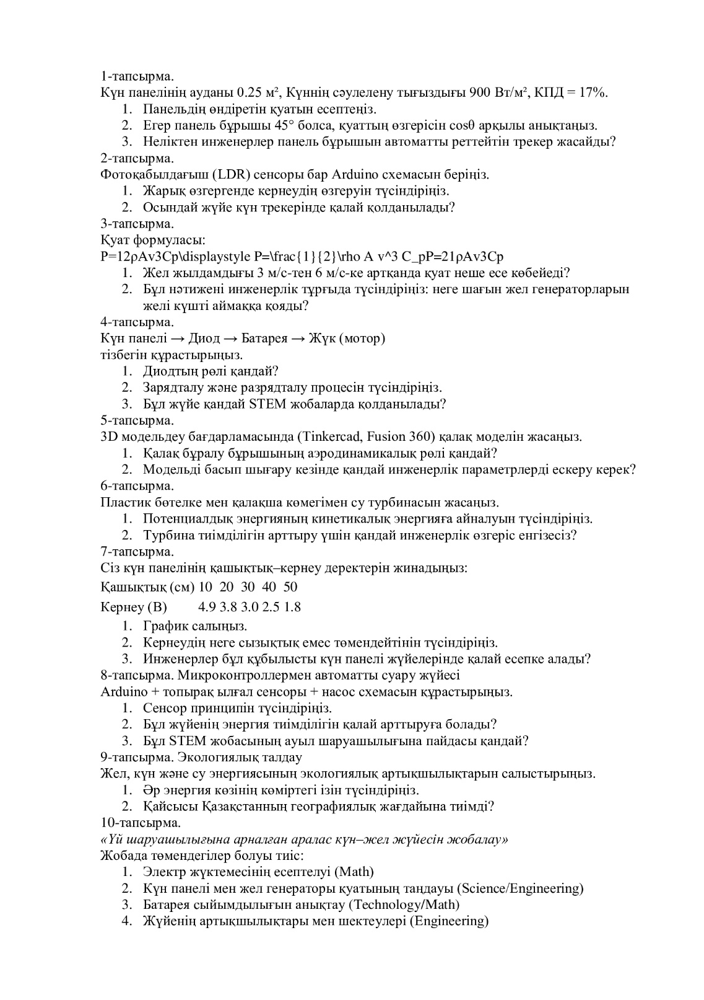 1-тапсырма.
Күн панелінің ауданы 0.25 м², Күннің сәулелену тығыздығы 900 Вт/м², КПД = 17%.
1. Панельдің өндіретін қуатын есептеңіз.
2. Егер панель бұрышы 45° болса, қуаттың өзгерісін cosθ арқылы анықтаңыз.
3. Неліктен инженерлер панель бұрышын автоматты реттейтін трекер жасайды?
2-тапсырма.
Фотоқабылдағыш (LDR) сенсоры бар Arduino схемасын беріңіз.
1. Жарық өзгергенде кернеудің өзгеруін түсіндіріңіз.
2. Осындай жүйе күн трекерінде қалай қолданылады?
3-тапсырма.
Қуат формуласы:
P=12ρAv3Cp\displaystyle P=\frac{1}{2}\rho A v^3 C_pP=21ρAv3Cp
1. Жел жылдамдығы 3 м/с-тен 6 м/с-ке артқанда қуат неше есе көбейеді?
2. Бұл нәтижені инженерлік тұрғыда түсіндіріңіз: неге шағын жел генераторларын
желі күшті аймаққа қояды?
4-тапсырма.
Күн панелі → Диод → Батарея → Жүк (мотор)
тізбегін құрастырыңыз.
1. Диодтың рөлі қандай?
2. Зарядталу және разрядталу процесін түсіндіріңіз.
3. Бұл жүйе қандай STEM жобаларда қолданылады?
5-тапсырма.
3D модельдеу бағдарламасында (Tinkercad, Fusion 360) қалақ моделін жасаңыз.
1. Қалақ бұралу бұрышының аэродинамикалық рөлі қандай?
2. Модельді басып шығару кезінде қандай инженерлік параметрлерді ескеру керек?
6-тапсырма.
Пластик бөтелке мен қалақша көмегімен су турбинасын жасаңыз.
1. Потенциалдық энергияның кинетикалық энергияға айналуын түсіндіріңіз.
2. Турбина тиімділігін арттыру үшін қандай инженерлік өзгеріс енгізесіз?
7-тапсырма.
Сіз күн панелінің қашықтық–кернеу деректерін жинадыңыз:
Қашықтық (см) 10 20 30 40 50
Кернеу (В) 4.9 3.8 3.0 2.5 1.8
1. График салыңыз.
2. Кернеудің неге сызықтық емес төмендейтінін түсіндіріңіз.
3. Инженерлер бұл құбылысты күн панелі жүйелерінде қалай есепке алады?
8-тапсырма. Микроконтроллермен автоматты суару жүйесі
Arduino + топырақ ылғал сенсоры + насос схемасын құрастырыңыз.
1. Сенсор принципін түсіндіріңіз.
2. Бұл жүйенің энергия тиімділігін қалай арттыруға болады?
3. Бұл STEM жобасының ауыл шаруашылығына пайдасы қандай?
9-тапсырма. Экологиялық талдау
Жел, күн және су энергиясының экологиялық артықшылықтарын салыстырыңыз.
1. Әр энергия көзінің көміртегі ізін түсіндіріңіз.
2. Қайсысы Қазақстанның географиялық жағдайына тиімді?
10-тапсырма.
«Үй шаруашылығына арналған аралас күн–жел жүйесін жобалау»
Жобада төмендегілер болуы тиіс:
1. Электр жүктемесінің есептелуі (Math)
2. Күн панелі мен жел генераторы қуатының таңдауы (Science/Engineering)
3. Батарея сыйымдылығын анықтау (Technology/Math)
4. Жүйенің артықшылықтары мен шектеулері (Engineering)